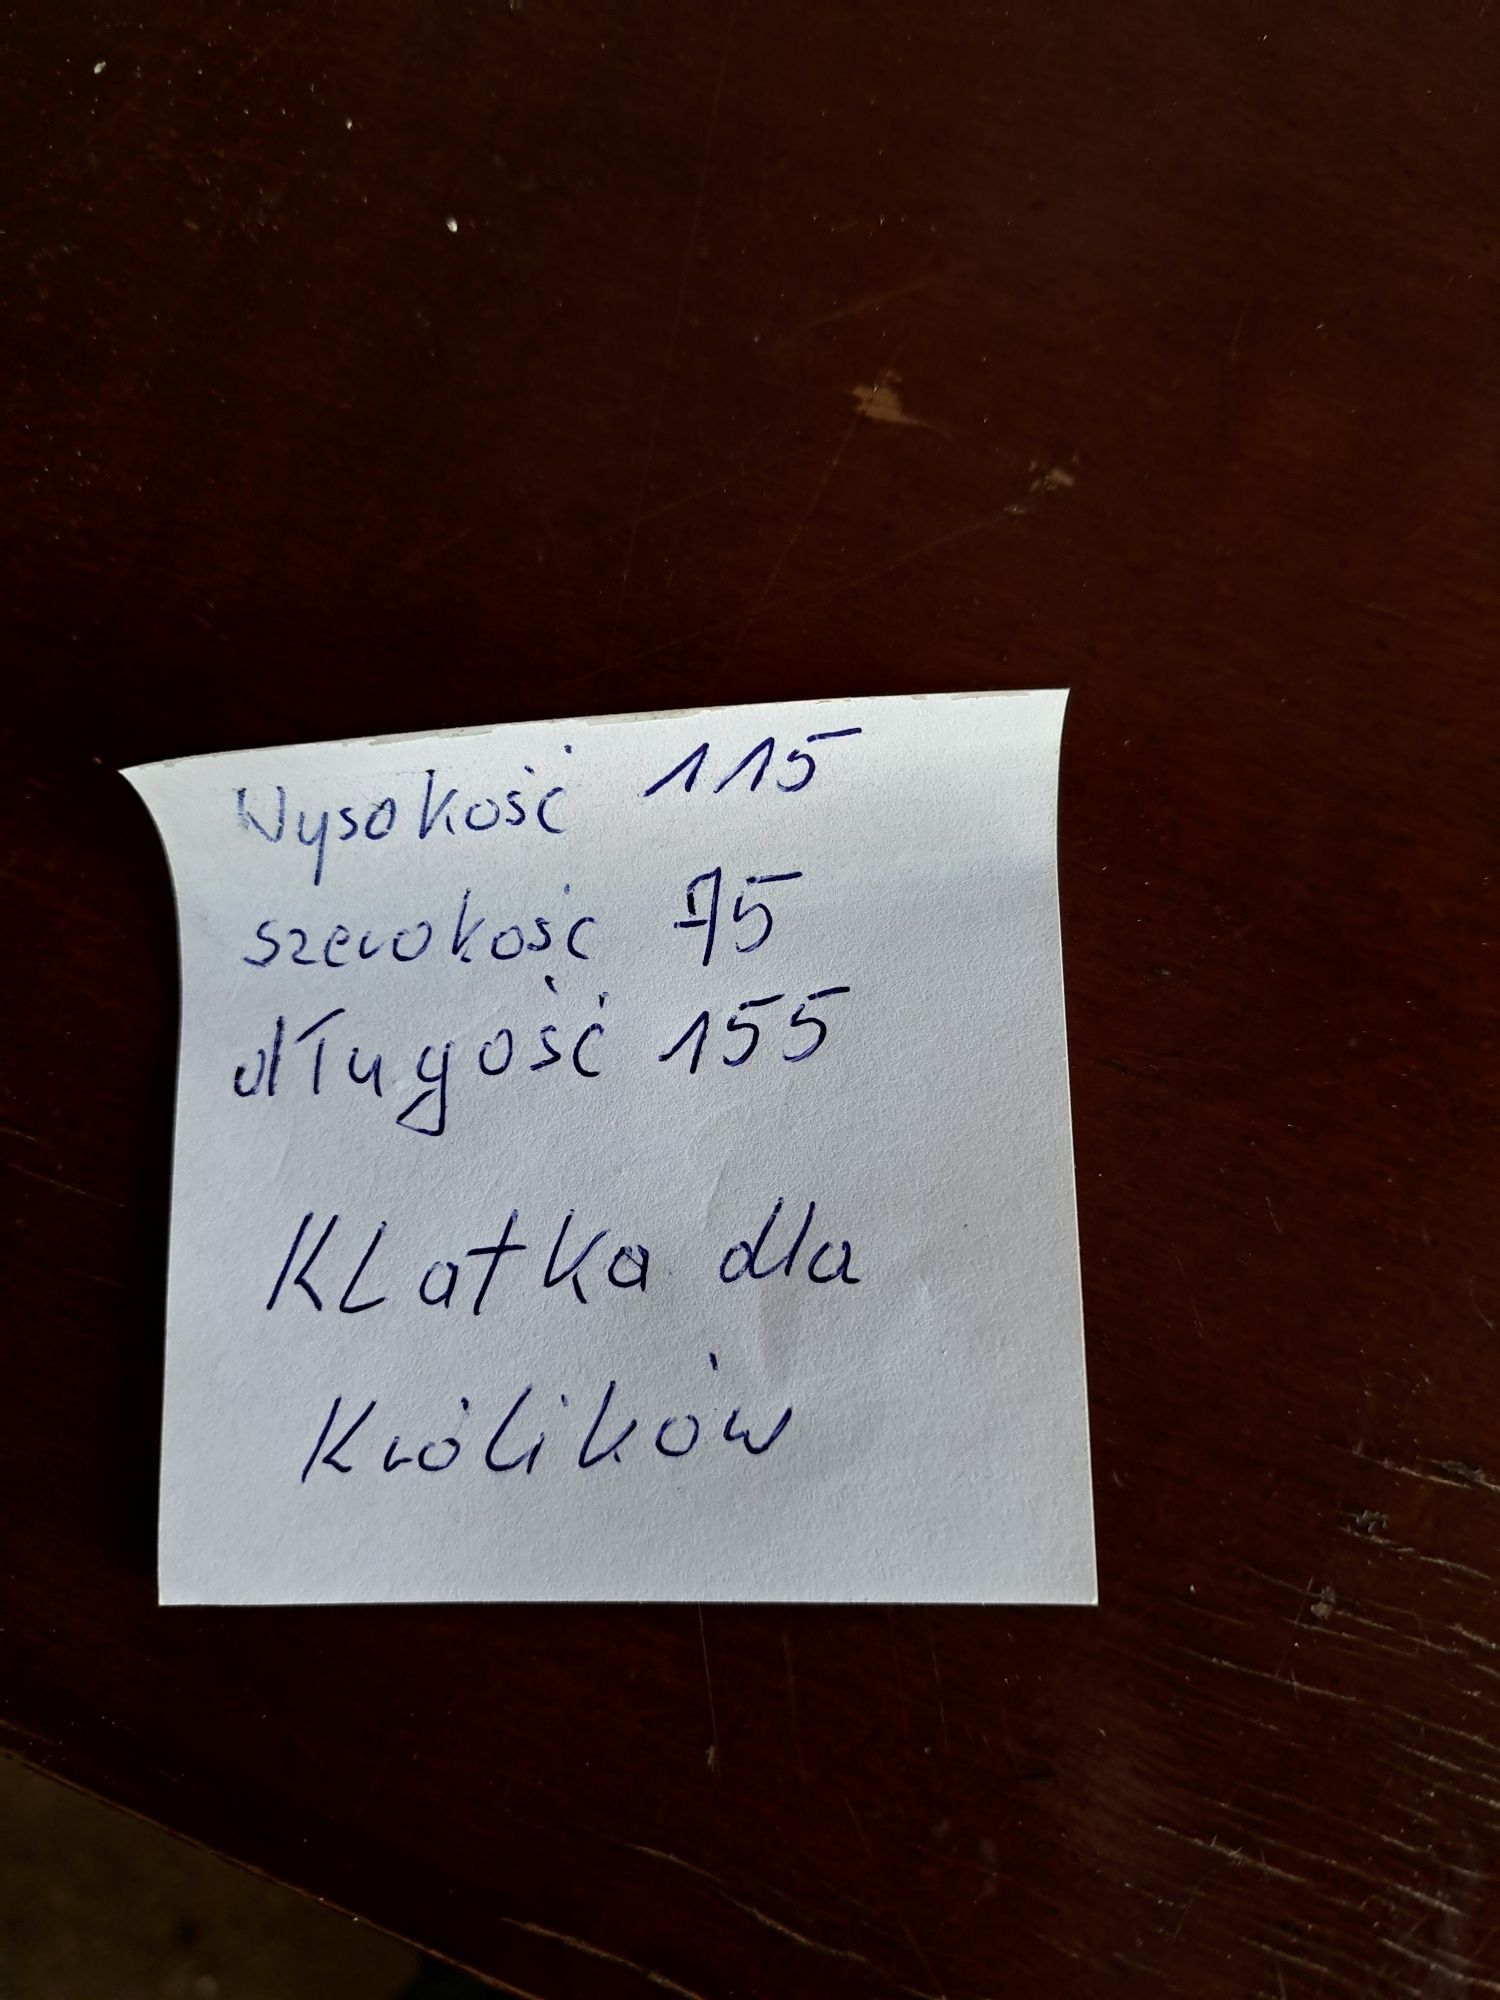 Wysokość 115
szerokość 75
długość 155
KLatka dla
Królików